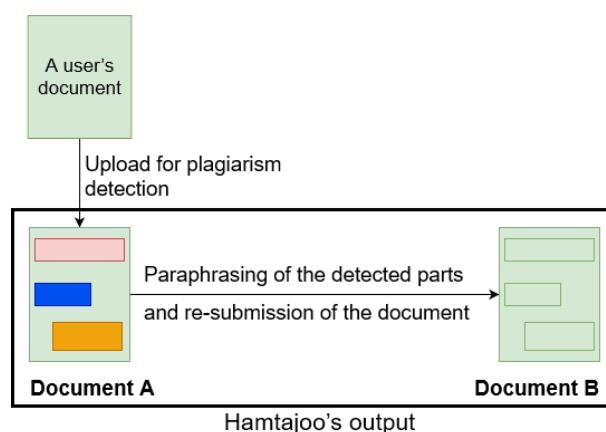 A user's
document
Upload for plagiarism
detection
Paraphrasing of the detected parts
and re-submission of the document
Document A
Document B
Hamtajoo's output